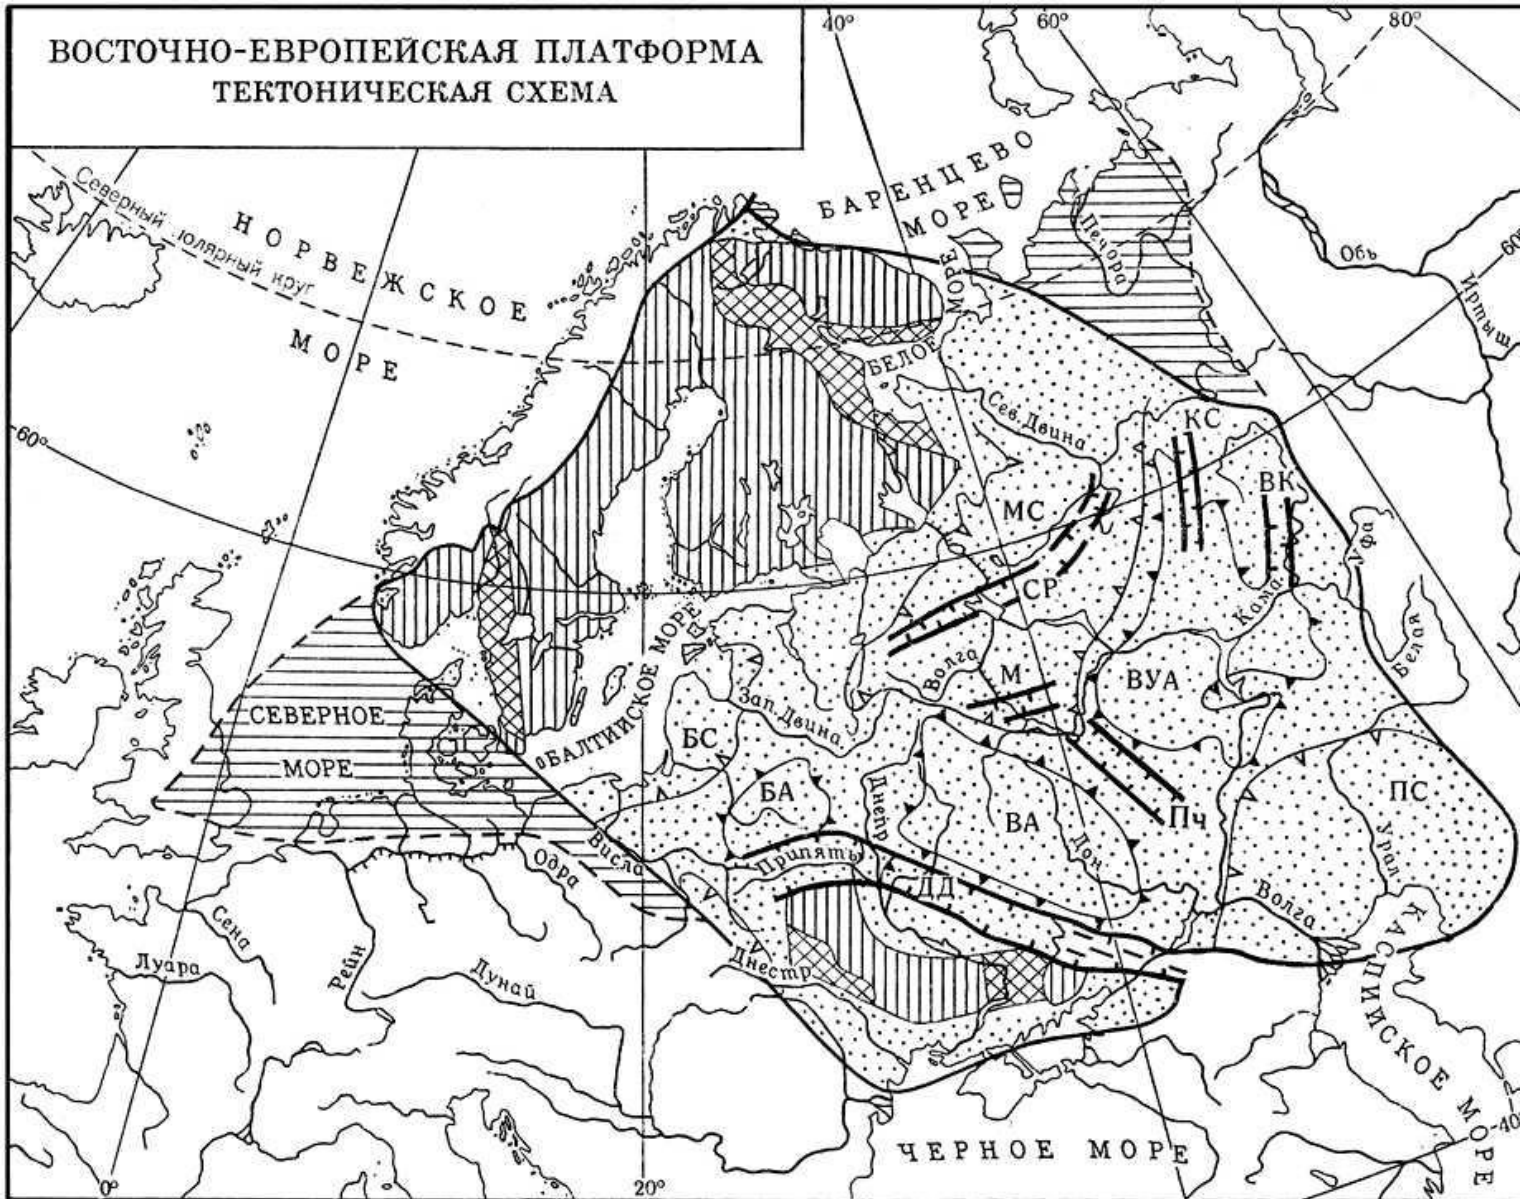 ВОСТОЧНО-ЕВРОПЕЙСКАЯ ПЛАТФОРМА
ТЕКТОНИЧЕСКАЯ СХЕМА
40°
60°
80°
Северный полярный круг
НОРВЕЖСКОЕ
МОРЕ
БАРЕНЦЕВО
МОРЕ
Печора
Обь
60°
Иртыш
БЕЛОЕ
МОРЕ
60°
Сев. Двина
КС
ВК
МС
Уфа
СР
Кама
Белая
БАЛТИЙСКОЕ МОРЕ
Волга
М
ВУА
СЕВЕРНОЕ
МОРЕ
Зап. Двина
БС
БА
Днепр
ВА
Дон
Пч
ПС
Урал
Висла
Одра
Припять
ДД
Волга
Сена
Луара
Рейн
Дунай
Днестр
КАСПИЙСКОЕ МОРЕ
ЧЕРНОЕ МОРЕ
40°
0°
20°